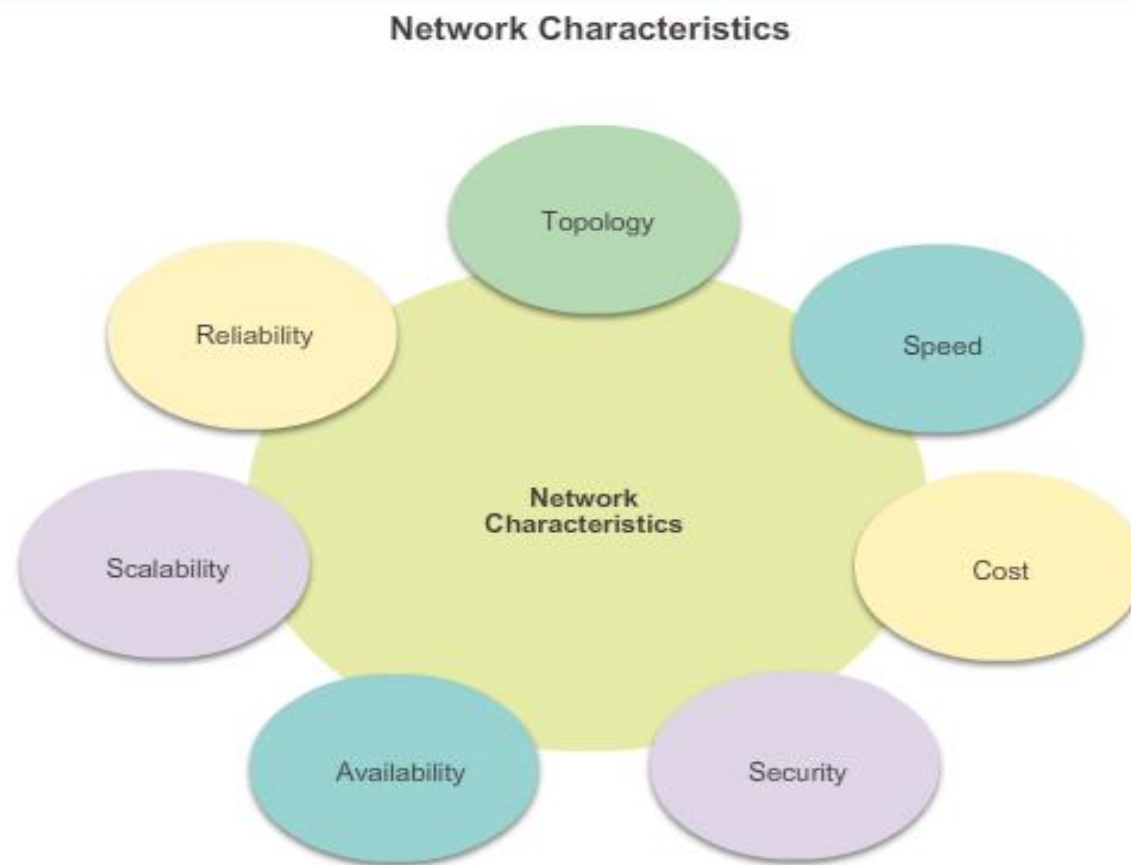 Network Characteristics
Topology
Reliability
Speed
Network
Characteristics
Scalability
Cost
Availability
Security